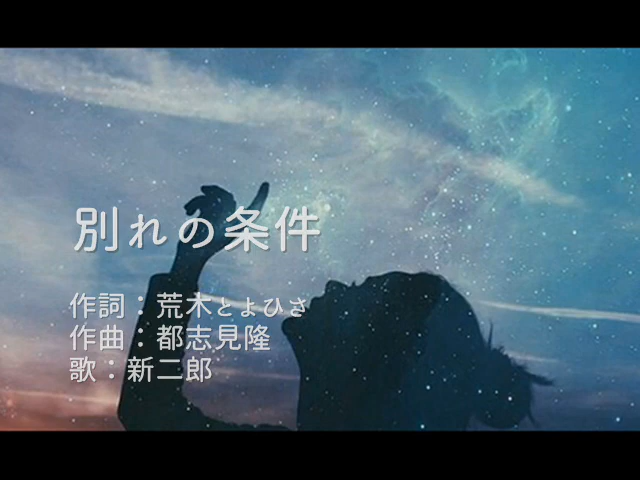 別れの条件
作詞：荒木とよひさ
作曲：都志見隆
歌：新二郎